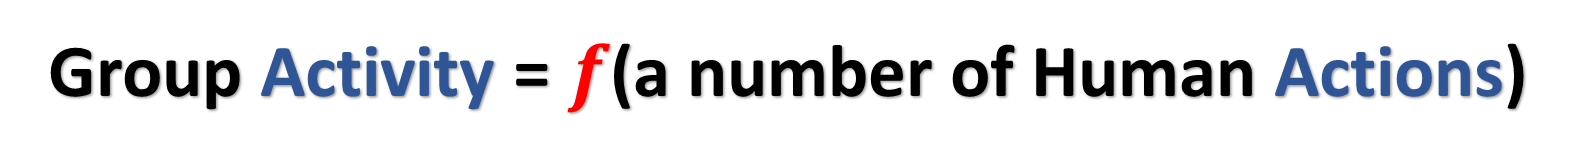 Group Activity = f(a number of Human Actions)